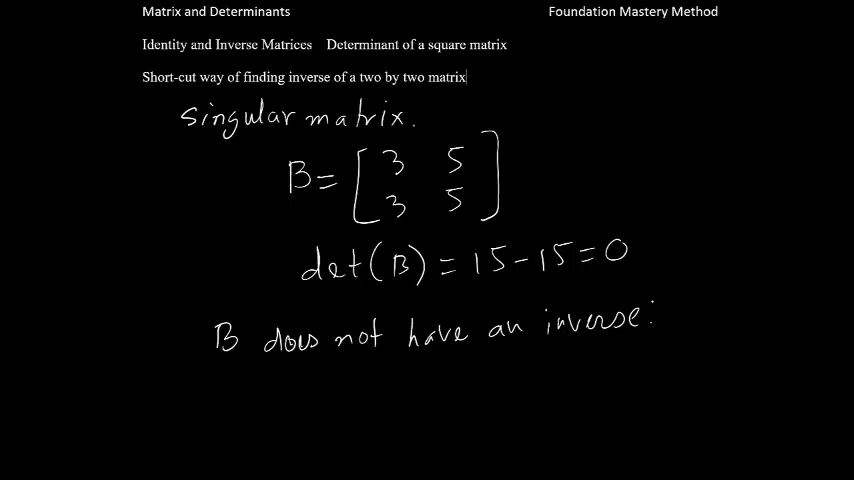 Matrix and Determinants Foundation Mastery Method
Identity and Inverse Matrices Determinant of a square matrix
Short-cut way of finding inverse of a two by two matrix
singular matrix.
B = [ 3 5
3 5 ]
det(B) = 15 - 15 = 0
B does not have an inverse: